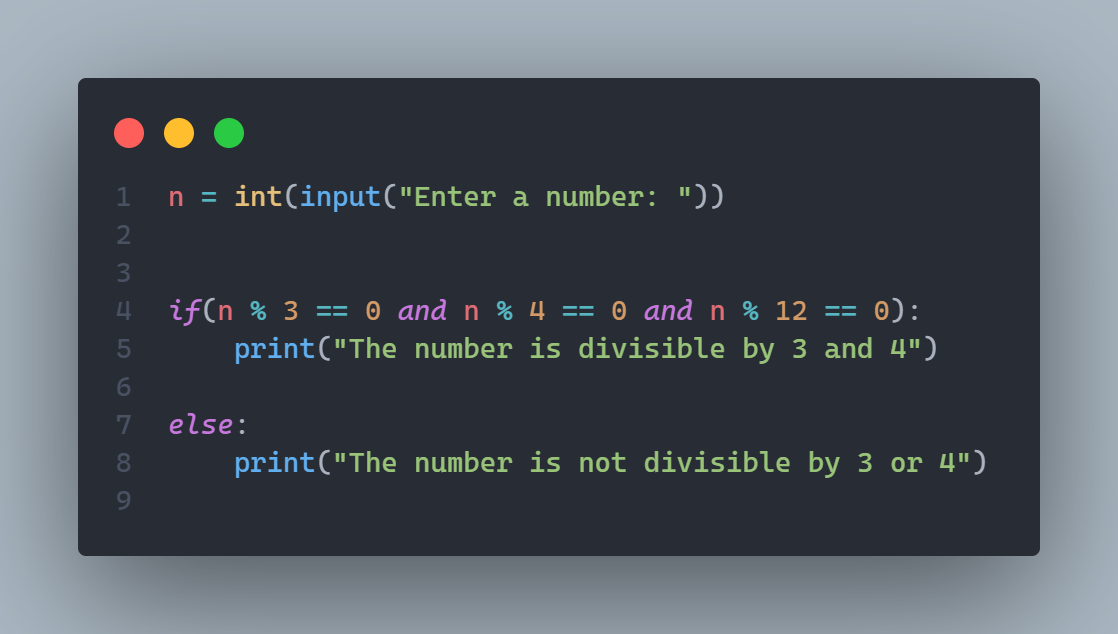 1 n = int(input("Enter a number: "))
2
3
4 if(n % 3 == 0 and n % 4 == 0 and n % 12 == 0):
5     print("The number is divisible by 3 and 4")
6
7 else:
8     print("The number is not divisible by 3 or 4")
9